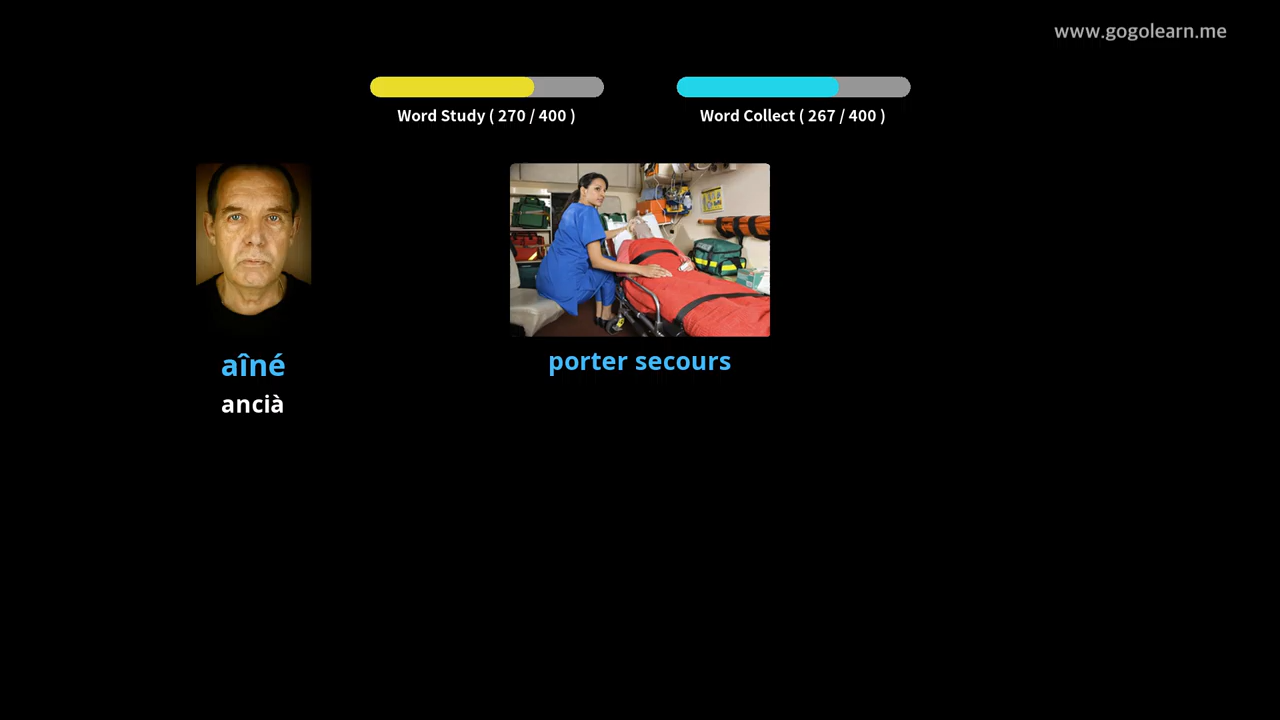 www.gogolearn.me
Word Study ( 270 / 400 )
Word Collect ( 267 / 400 )
aîné
ancià
porter secours